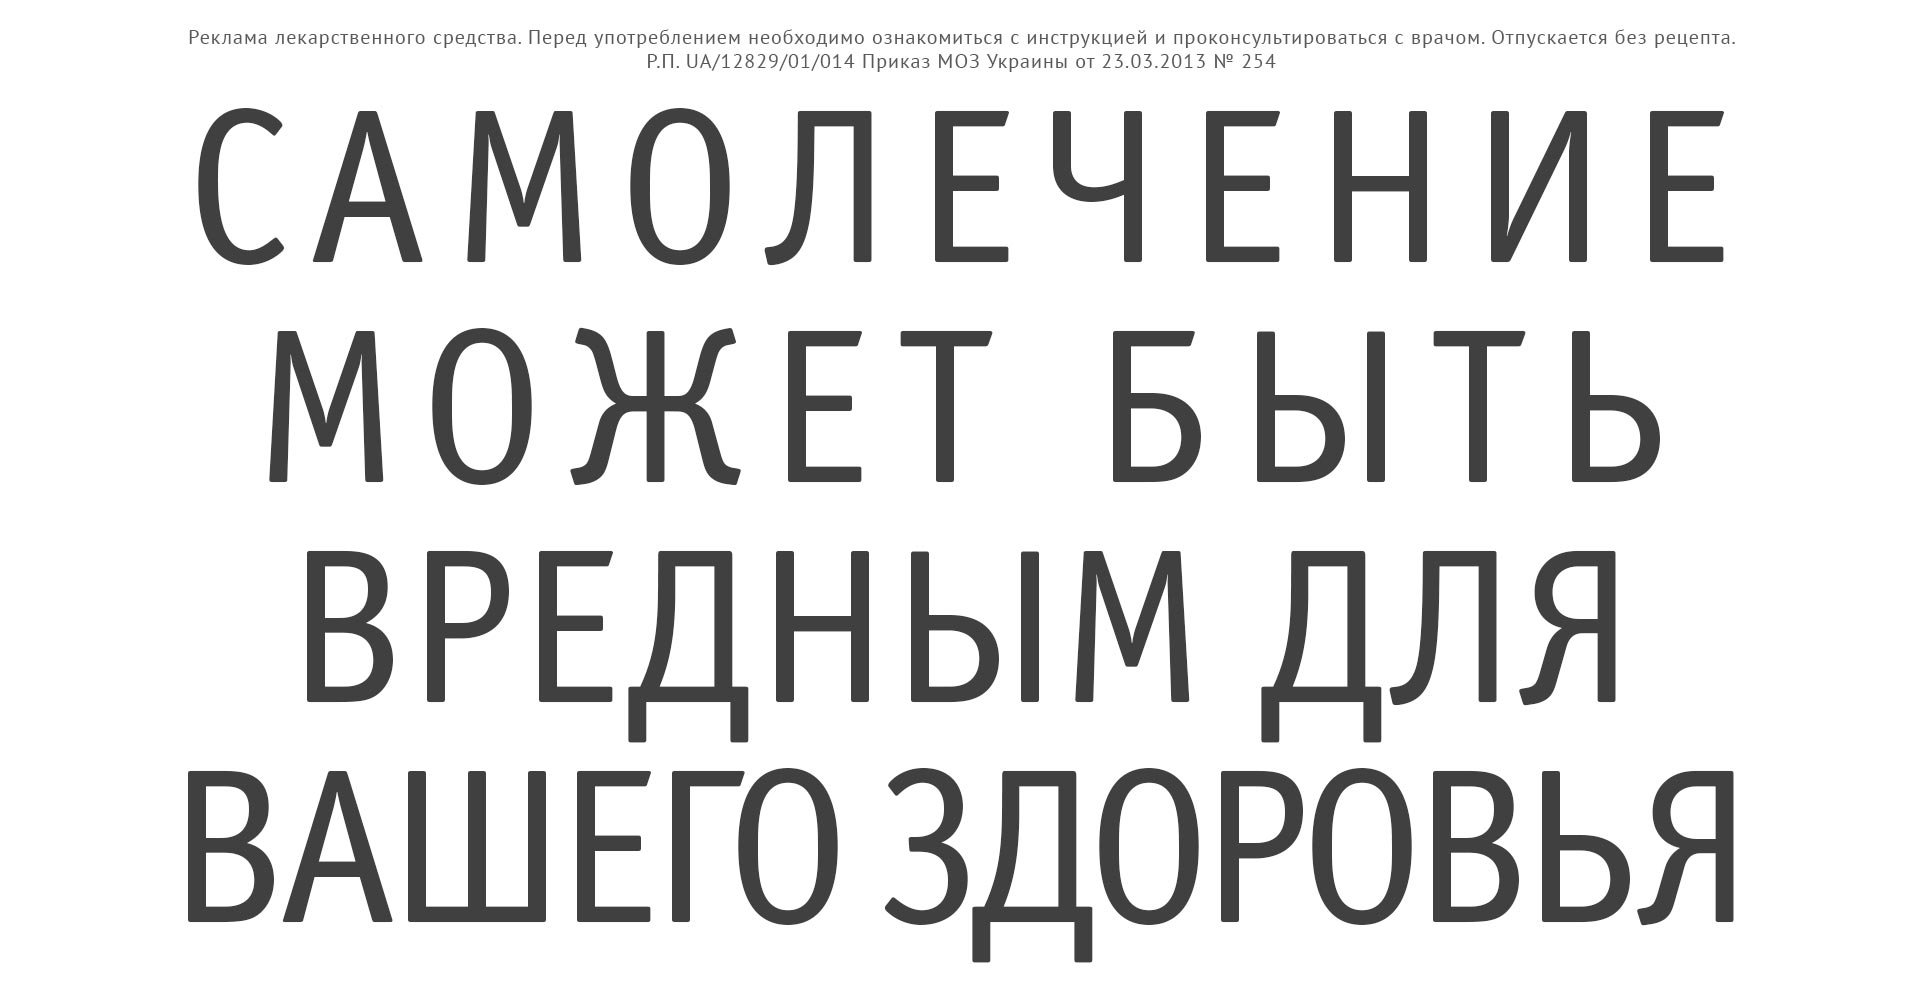 Реклама лекарственного средства. Перед употреблением необходимо ознакомиться с инструкцией и проконсультироваться с врачом. Отпускается без рецепта.
Р.П. UA/12829/01/014 Приказ МОЗ Украины от 23.03.2013 № 254
САМОЛЕЧЕНИЕ
МОЖЕТ БЫТЬ
ВРЕДНЫМ ДЛЯ
ВАШЕГО ЗДОРОВЬЯ